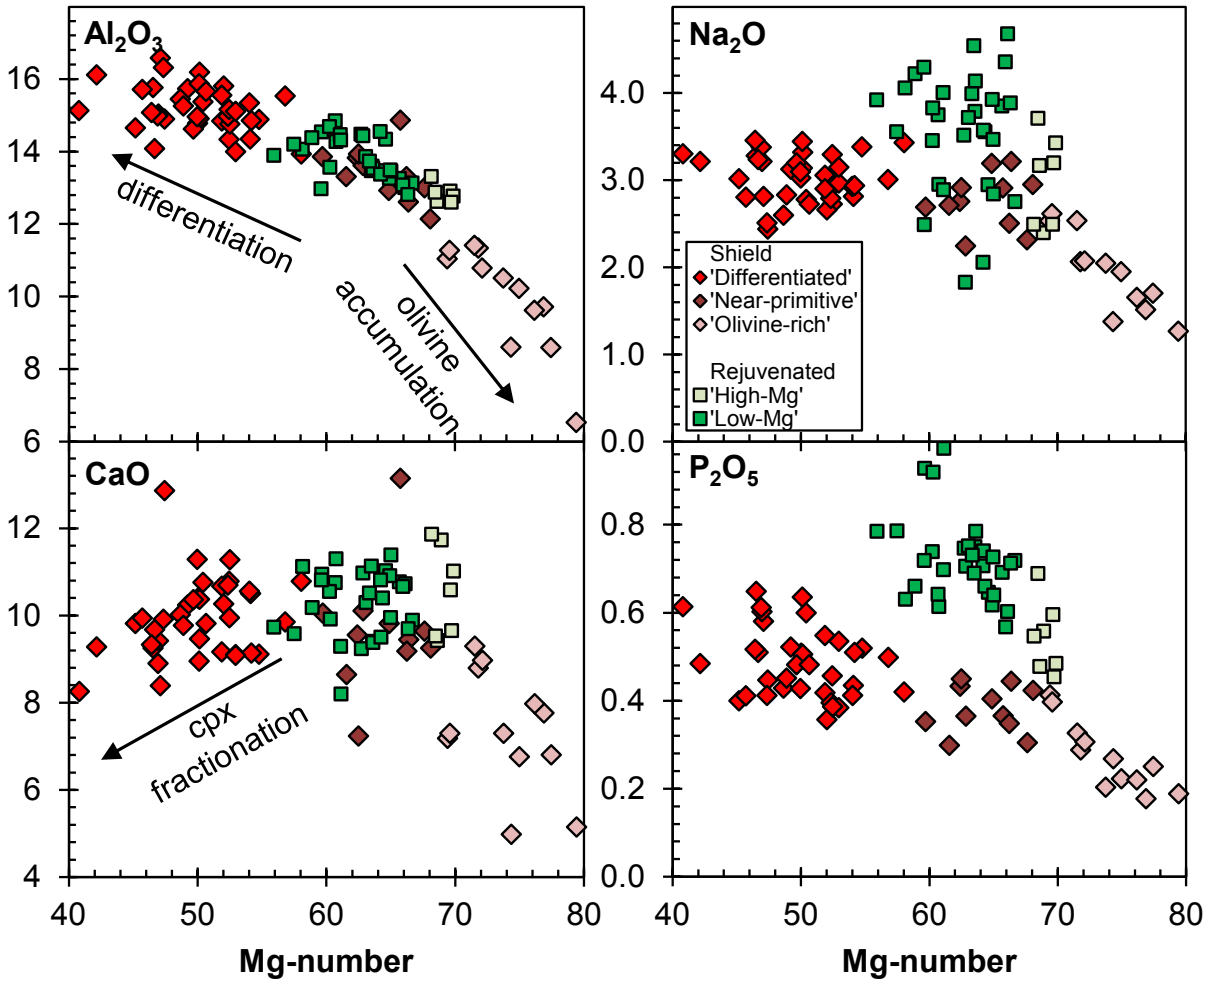 Al₂O₃
16
14
12
10
8
6
differentiation
olivine
accumulation
Na₂O
4.0
3.0
2.0
1.0
0.0
Shield
'Differentiated'
'Near-primitive'
'Olivine-rich'
Rejuvenated
'High-Mg'
'Low-Mg'
CaO
12
10
8
6
4
cpx
fractionation
40 50 60 70 80
Mg-number
P₂O₅
0.8
0.6
0.4
0.2
0.0
40 50 60 70 80
Mg-number